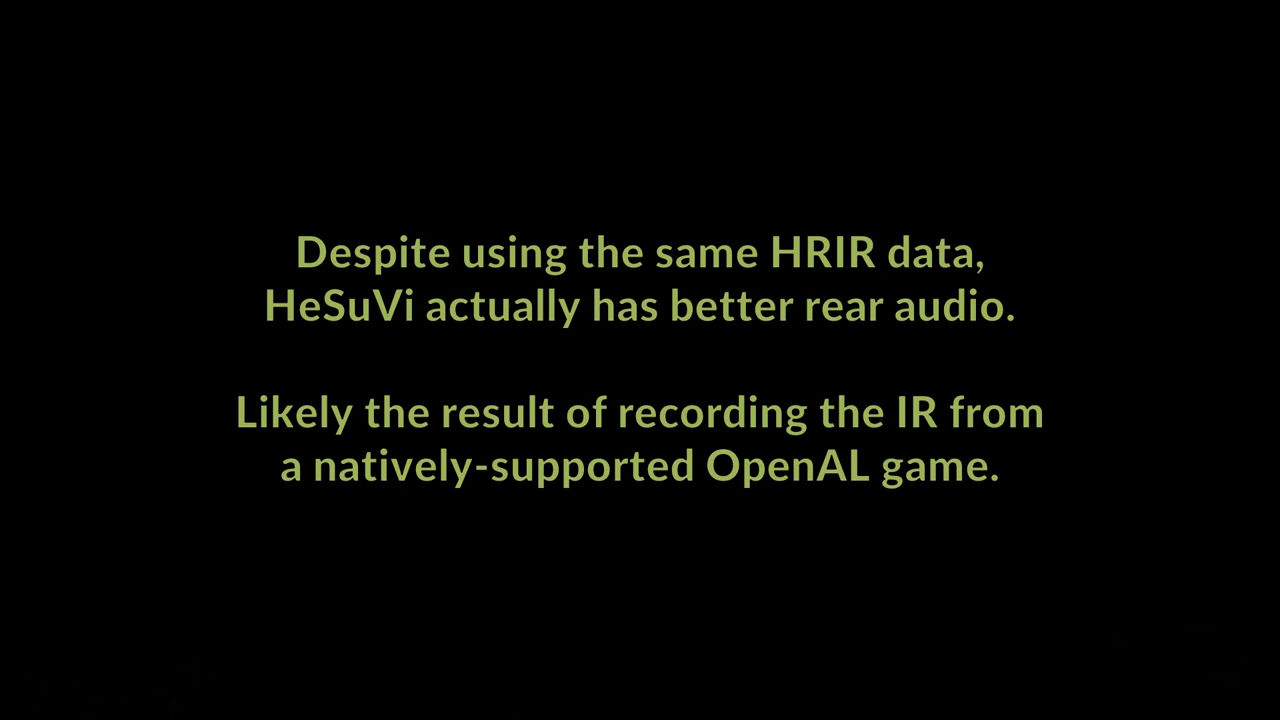 Despite using the same HRIR data,
HeSuVi actually has better rear audio.
Likely the result of recording the IR from
a natively-supported OpenAL game.